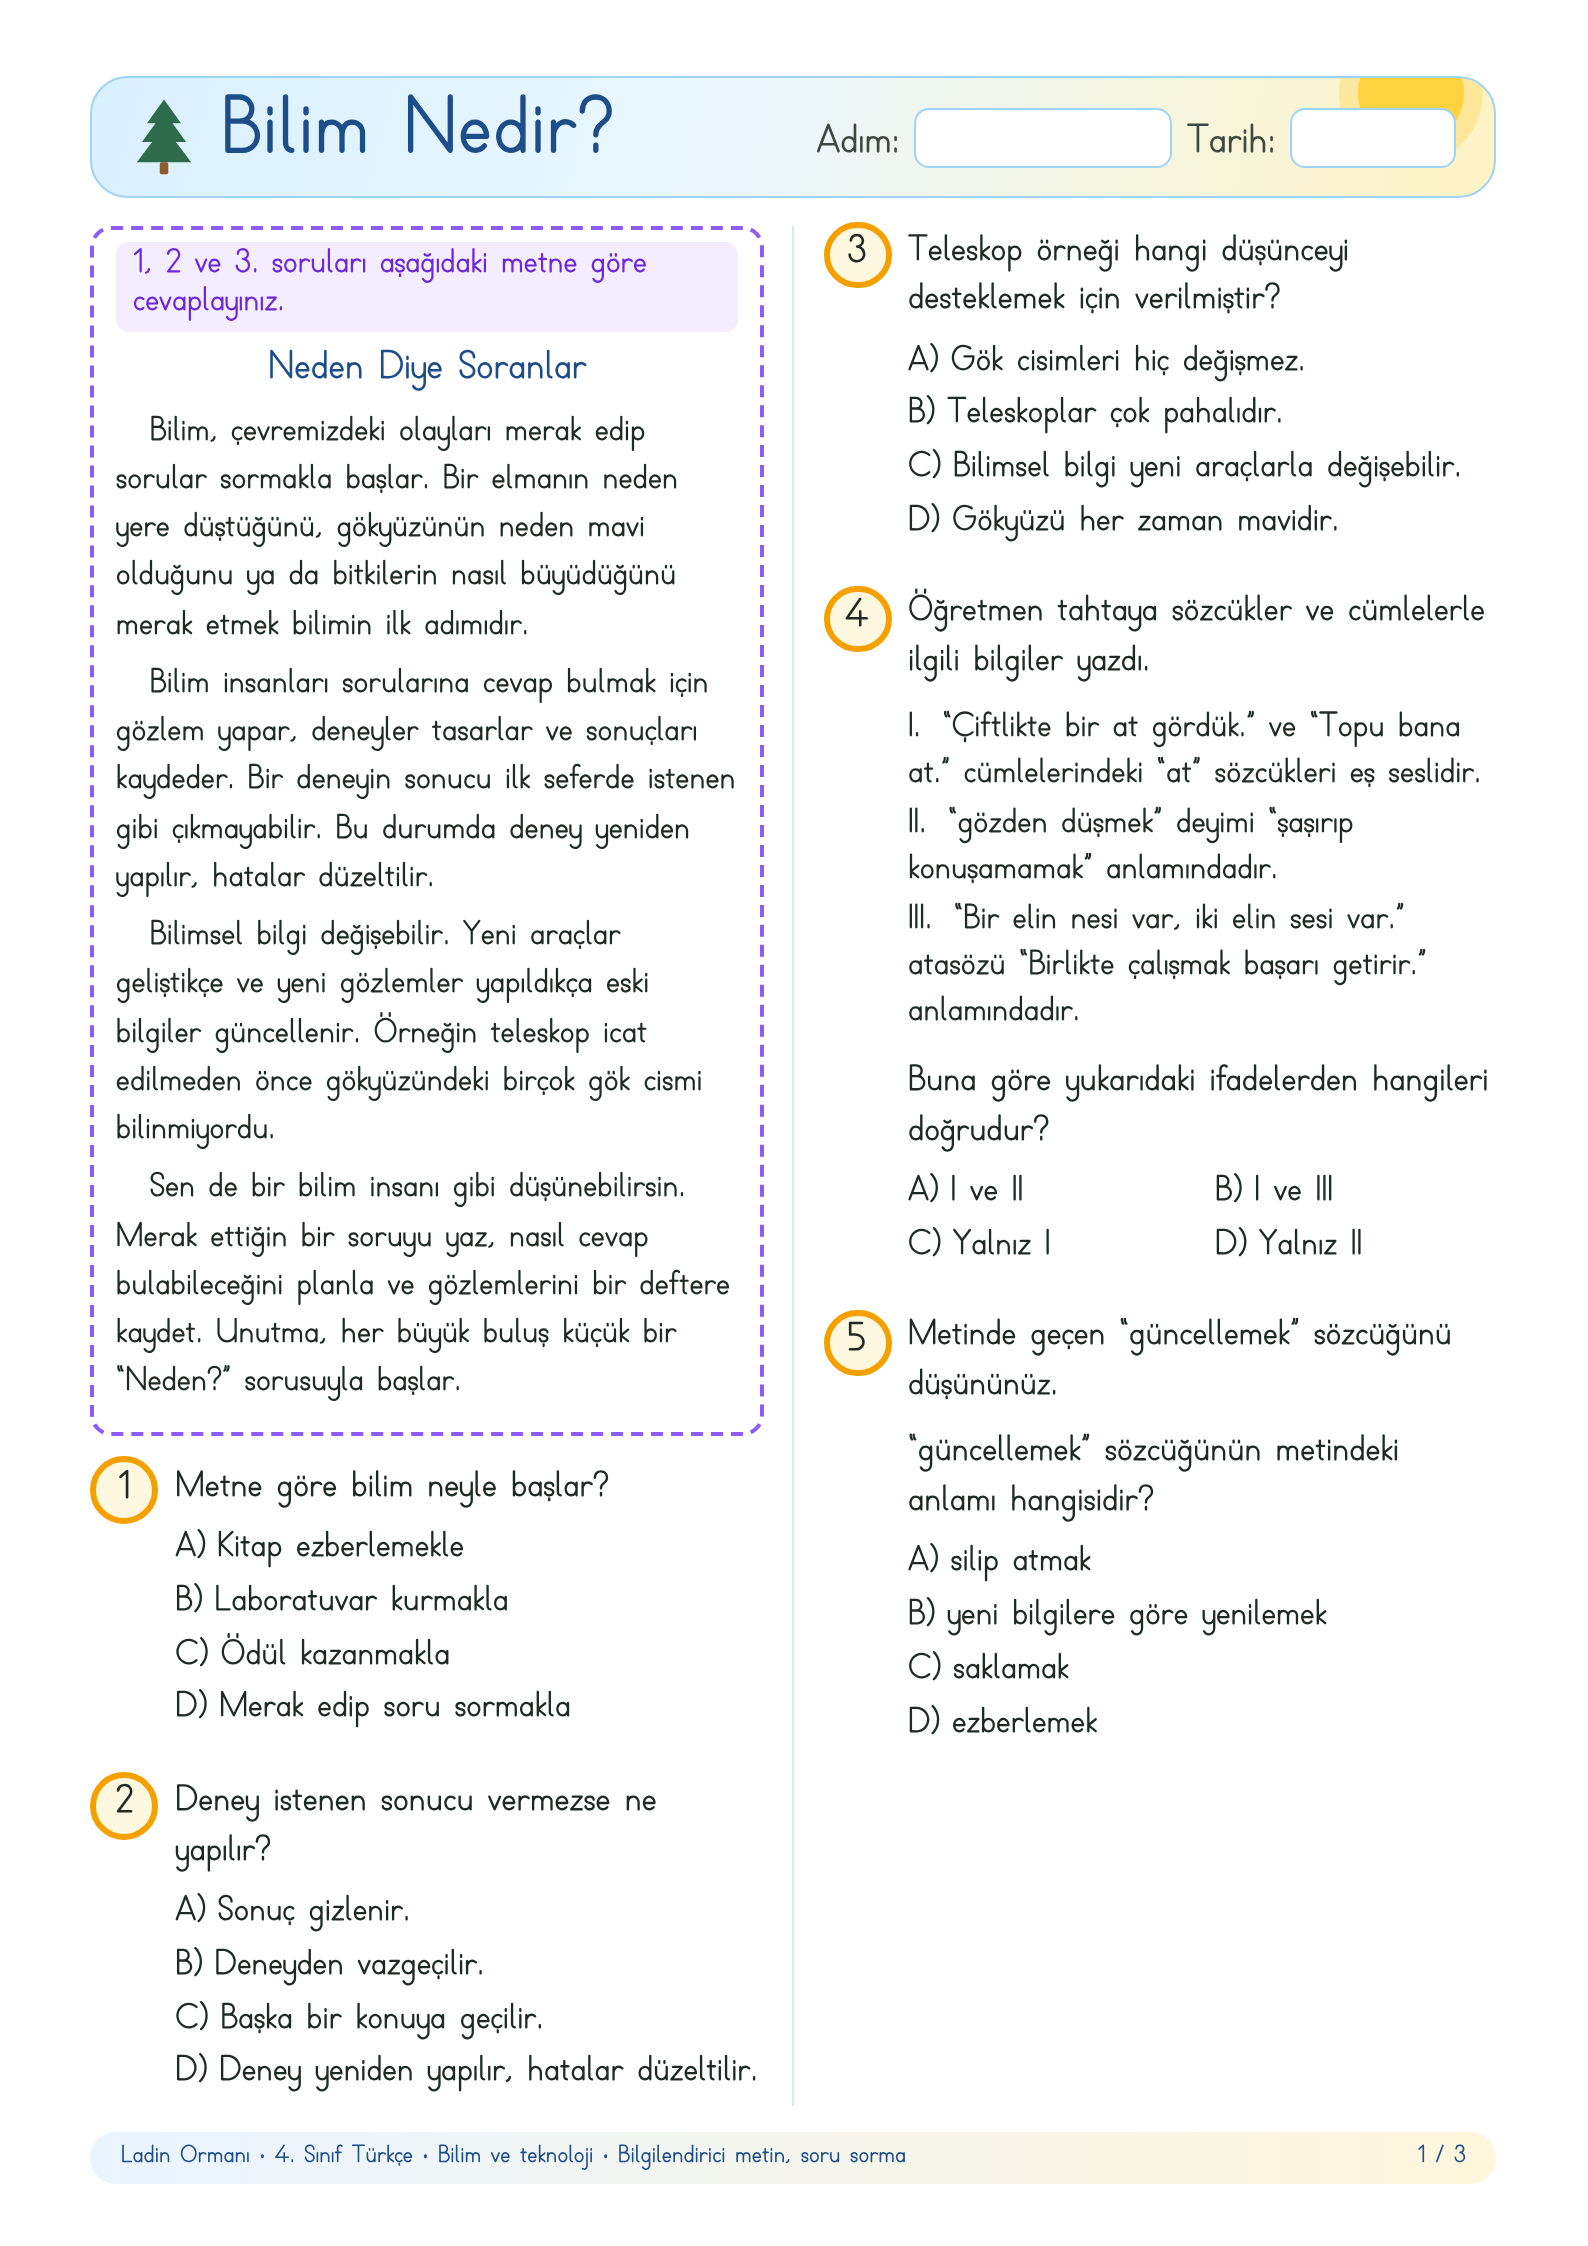 Bilim Nedir?
Adım:
Tarih:
1, 2 ve 3. soruları aşağıdaki metne göre
cevaplayınız.
Neden Diye Soranlar
Bilim, çevremizdeki olayları merak edip
sorular sormakla başlar. Bir elmanın neden
yere düştüğünü, gökyüzünün neden mavi
olduğunu ya da bitkilerin nasıl büyüdüğünü
merak etmek bilimin ilk adımıdır.
Bilim insanları sorularına cevap bulmak için
gözlem yapar, deneyler tasarlar ve sonuçları
kaydeder. Bir deneyin sonucu ilk seferde istenen
gibi çıkmayabilir. Bu durumda deney yeniden
yapılır, hatalar düzeltilir.
Bilimsel bilgi değişebilir. Yeni araçlar
geliştikçe ve yeni gözlemler yapıldıkça eski
bilgiler güncellenir. Örneğin teleskop icat
edilmeden önce gökyüzündeki birçok gök cismi
bilinmiyordu.
Sen de bir bilim insanı gibi düşünebilirsin.
Merak ettiğin bir soruyu yaz, nasıl cevap
bulabileceğini planla ve gözlemlerini bir deftere
kaydet. Unutma, her büyük buluş küçük bir
“Neden?” sorusuyla başlar.
1
Metne göre bilim neyle başlar?
A) Kitap ezberlemekle
B) Laboratuvar kurmakla
C) Ödül kazanmakla
D) Merak edip soru sormakla
2
Deney istenen sonucu vermezse ne
yapılır?
A) Sonuç gizlenir.
B) Deneyden vazgeçilir.
C) Başka bir konuya geçilir.
D) Deney yeniden yapılır, hatalar düzeltilir.
3
Teleskop örneği hangi düşünceyi
desteklemek için verilmiştir?
A) Gök cisimleri hiç değişmez.
B) Teleskoplar çok pahalıdır.
C) Bilimsel bilgi yeni araçlarla değişebilir.
D) Gökyüzü her zaman mavidir.
4
Öğretmen tahtaya sözcükler ve cümlelerle
ilgili bilgiler yazdı.
I. “Çiftlikte bir at gördük.” ve “Topu bana
at.” cümlelerindeki “at” sözcükleri eş seslidir.
II. “gözden düşmek” deyimi “şaşırıp
konuşamamak” anlamındadır.
III. “Bir elin nesi var, iki elin sesi var.”
atasözü “Birlikte çalışmak başarı getirir.”
anlamındadır.
Buna göre yukarıdaki ifadelerden hangileri
doğrudur?
A) I ve II
B) I ve III
C) Yalnız I
D) Yalnız II
5
Metinde geçen “güncellemek” sözcüğünü
düşününüz.
“güncellemek” sözcüğünün metindeki
anlamı hangisidir?
A) silip atmak
B) yeni bilgilere göre yenilemek
C) saklamak
D) ezberlemek
Ladin Ormanı • 4. Sınıf Türkçe • Bilim ve teknoloji • Bilgilendirici metin, soru sorma
1 / 3